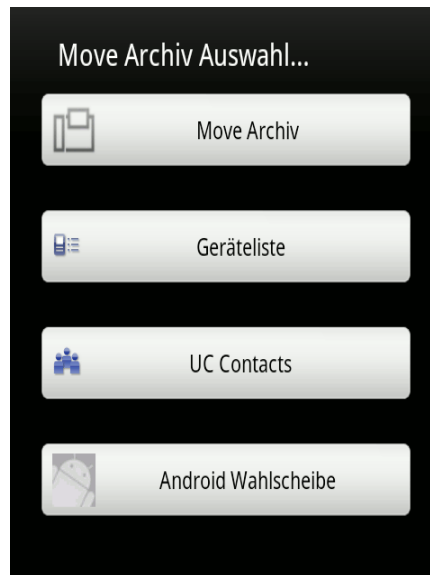 Move Archiv Auswahl...
Move Archiv
Geräteliste
UC Contacts
Android Wahlscheibe